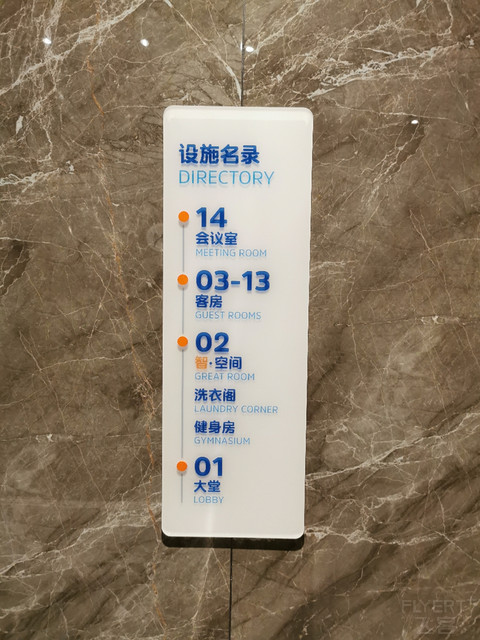 设施名录
DIRECTORY
14
会议室
MEETING ROOM
03-13
客房
GUEST ROOMS
02
智·空间
GREAT ROOM
洗衣阁
LAUNDRY CORNER
健身房
GYMNASIUM
01
大堂
LOBBY
FLYERT